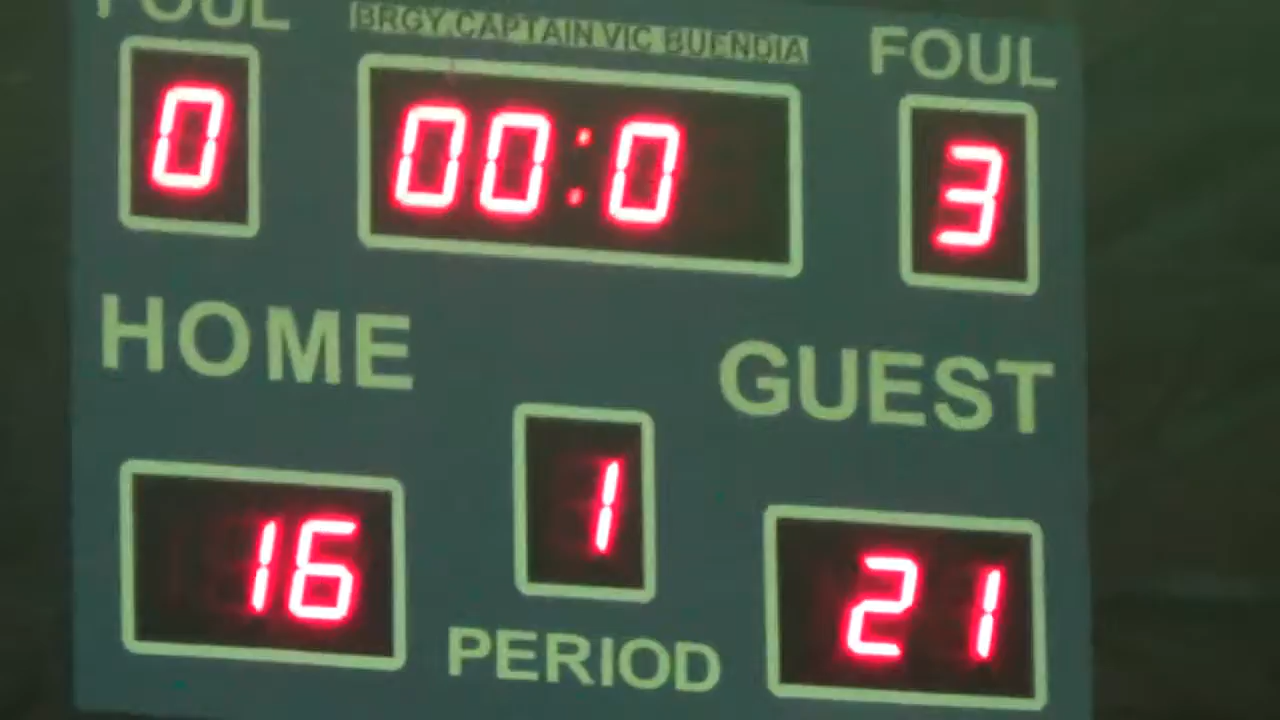 FOUL
BRGY CAPTAIN VIC BUENDIA
FOUL
0
00:0
3
HOME
GUEST
1
16
21
PERIOD